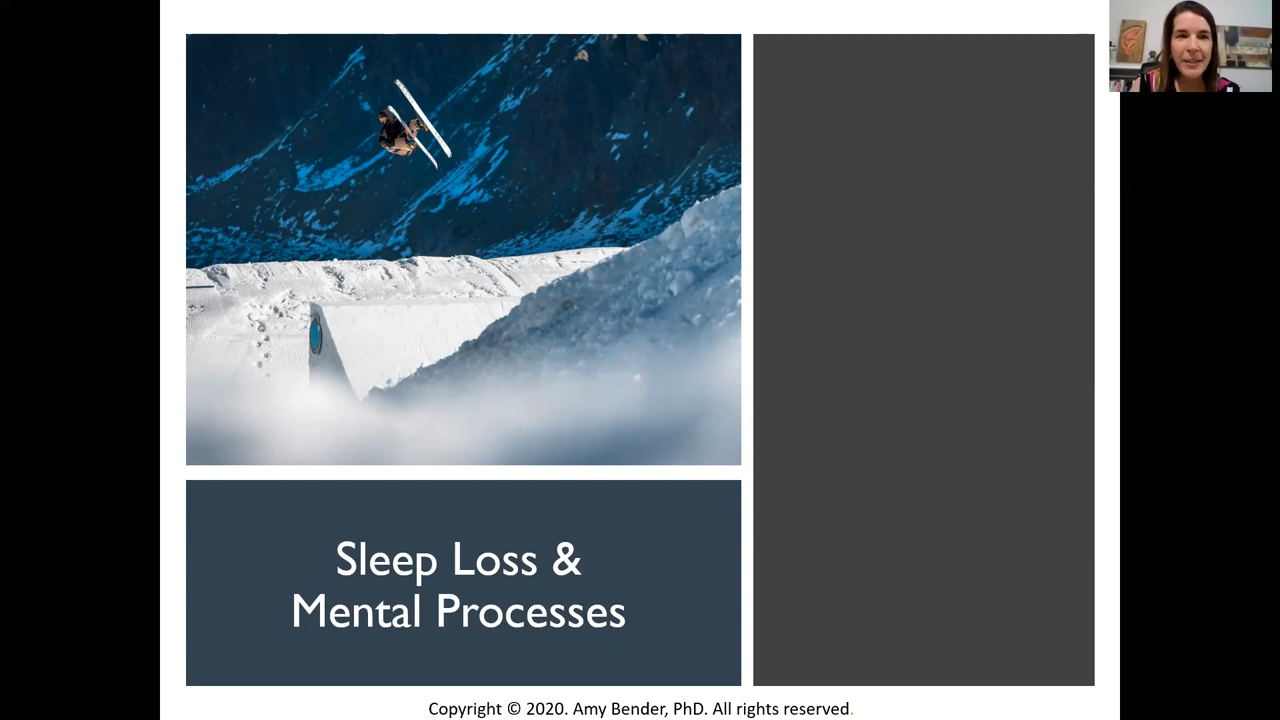 Sleep Loss &
Mental Processes
Copyright © 2020. Amy Bender, PhD. All rights reserved.